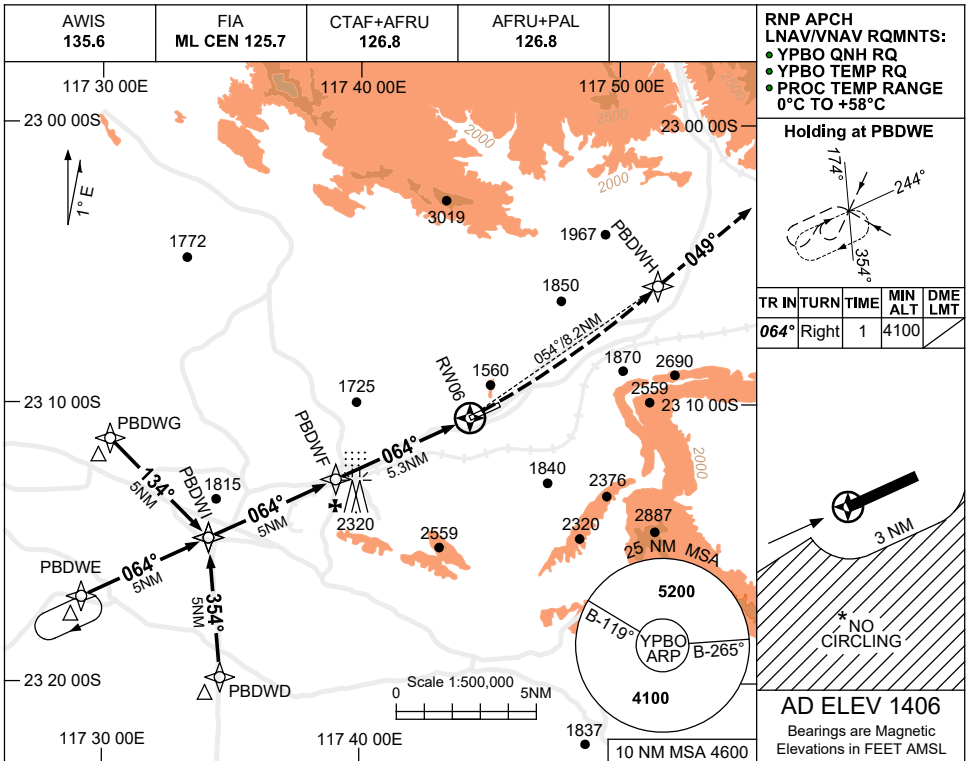 AWIS
135.6
FIA
ML CEN 125.7
CTAF+AFRU
126.8
AFRU+PAL
126.8
RNP APCH
LNAV/VNAV RQMNTS:
• YPBO QNH RQ
• YPBO TEMP RQ
• PROC TEMP RANGE
0°C TO +58°C
117 30 00E
117 40 00E
117 50 00E
23 00 00S
23 00 00S
2000
2500
2500
2000
1° E
3019
1772
1967
PBDWH
049°
1850
054°/8.2NM
1560
1870
2690
2559
RW06
1725
23 10 00S
23 10 00S
PBDWG
PBDWF
064°
5.3NM
134°
5NM
PBDWI
1815
064°
5NM
1840
2376
2000
2320
2559
2320
2887
PBDWE
064°
5NM
354°
5NM
PBDWD
25 NM MSA
5200
B-119°
YPBO
ARP
B-265°
4100
23 20 00S
Scale 1:500,000
0
5NM
117 30 00E
117 40 00E
1837
10 NM MSA 4600
Holding at PBDWE
174°
244°
354°
TR IN
TURN
TIME
MIN
ALT
DME
LMT
064°
Right
1
4100
3 NM
*NO
CIRCLING
AD ELEV 1406
Bearings are Magnetic
Elevations in FEET AMSL